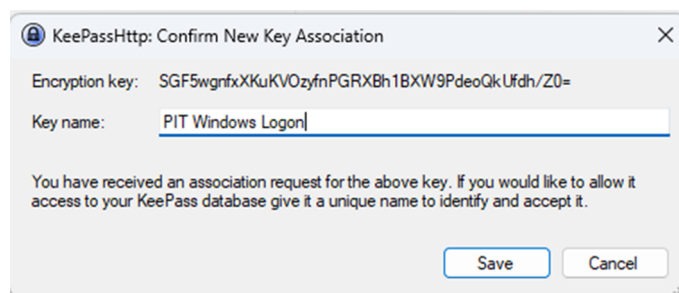 KeePassHttp: Confirm New Key Association
Encryption key: SGF5wgnfxXKuKVOzyfnPGRXBh1BXW9PdeoQkUfdh/Z0=
Key name: PIT Windows Logon
You have received an association request for the above key. If you would like to allow it
access to your KeePass database give it a unique name to identify and accept it.
Save Cancel